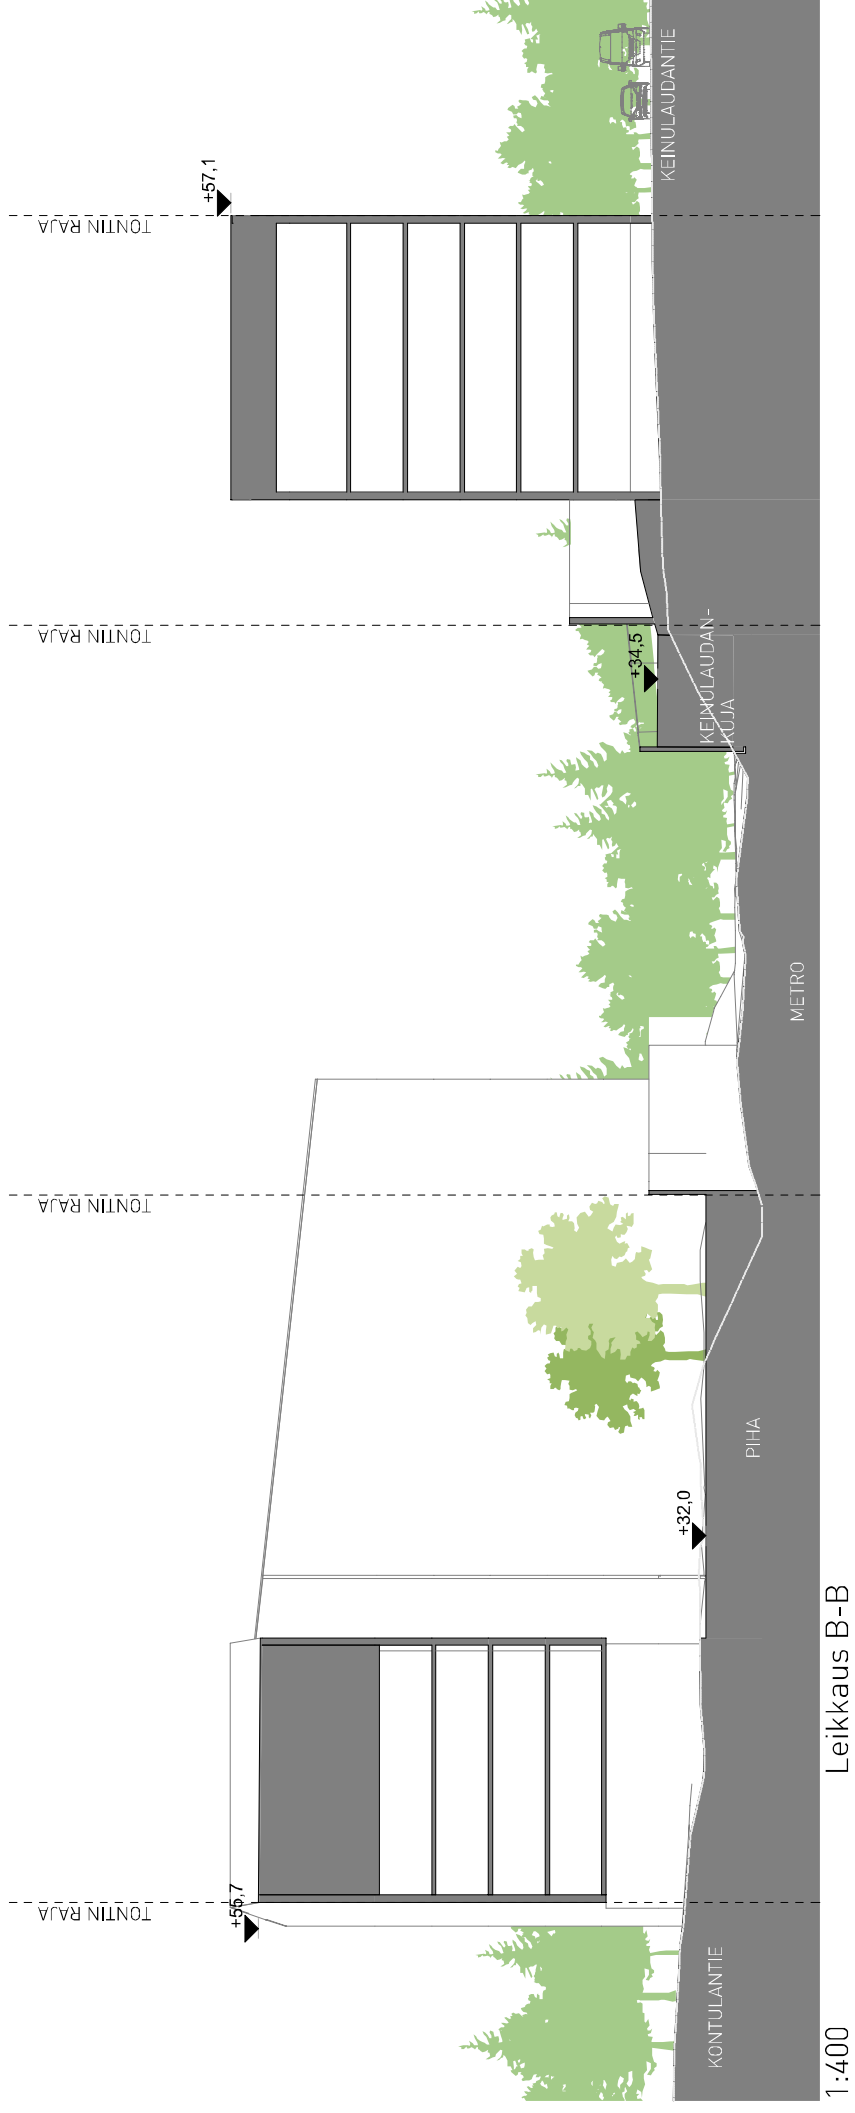 TONTIN RAJA
TONTIN RAJA
TONTIN RAJA
TONTIN RAJA
+55,7
+32,0
+34,5
+57,1
KONTULANTIE
PIHA
METRO
KEINULAUDAN-
KUJA
KEINULAUDANTIE
1:400
Leikkaus B-B